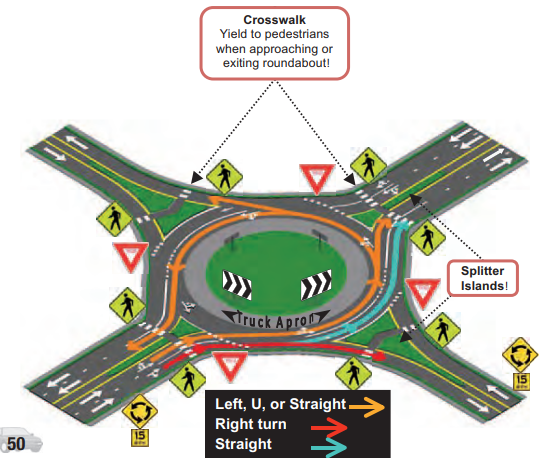 Crosswalk
Yield to pedestrians
when approaching or
exiting roundabout!
Splitter
Islands!
Truck Apron
15
MPH
15
MPH
Left, U, or Straight
Right turn
Straight
50